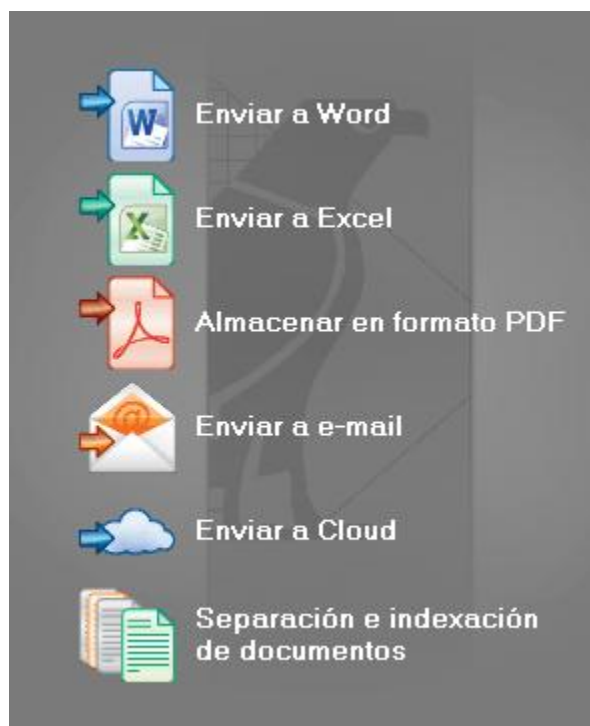 Enviar a Word
Enviar a Excel
Almacenar en formato PDF
Enviar a e-mail
Enviar a Cloud
Separación e indexación
de documentos